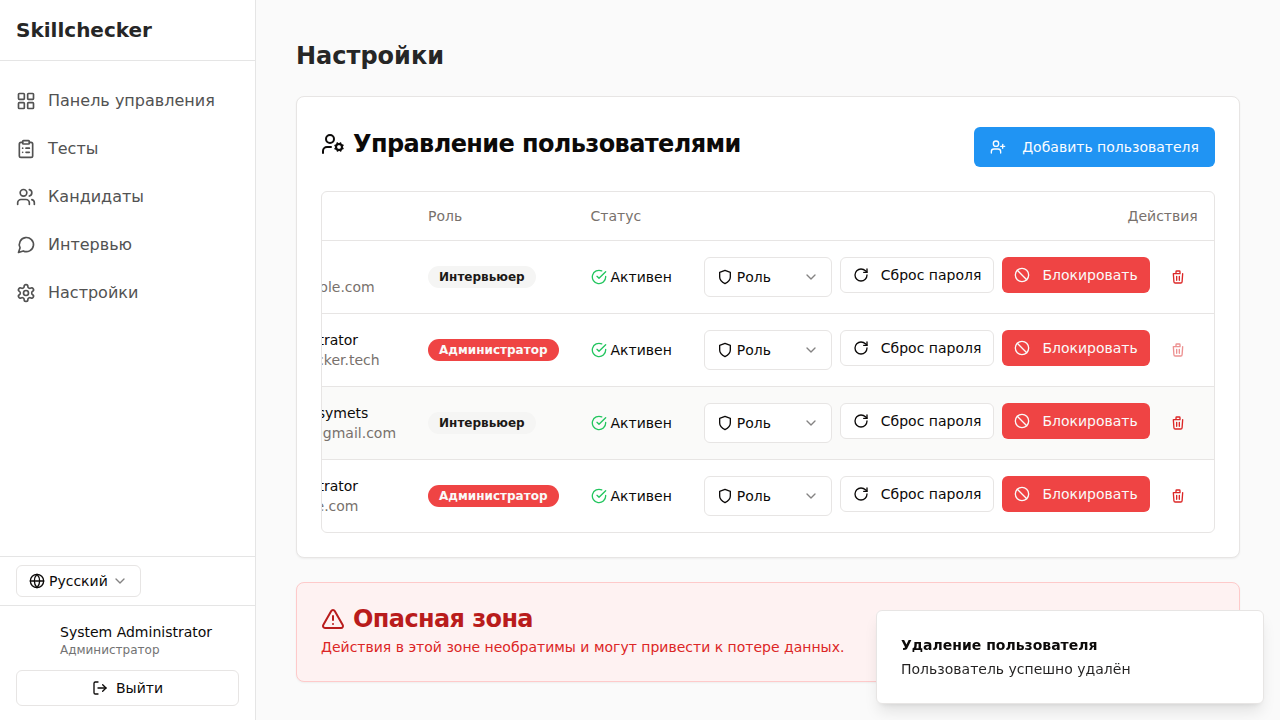 Skillchecker
Панель управления
Тесты
Кандидаты
Интервью
Настройки
Русский
System Administrator
Администратор
Выйти
Настройки
Управление пользователями
Добавить пользователя
Роль Статус Действия
ple.com Интервьюер Активен Роль Сброс пароля Блокировать
trator
ker.tech Администратор Активен Роль Сброс пароля Блокировать
symets
gmail.com Интервьюер Активен Роль Сброс пароля Блокировать
trator
e.com Администратор Активен Роль Сброс пароля Блокировать
Опасная зона
Действия в этой зоне необратимы и могут привести к потере данных.
Удаление пользователя
Пользователь успешно удалён